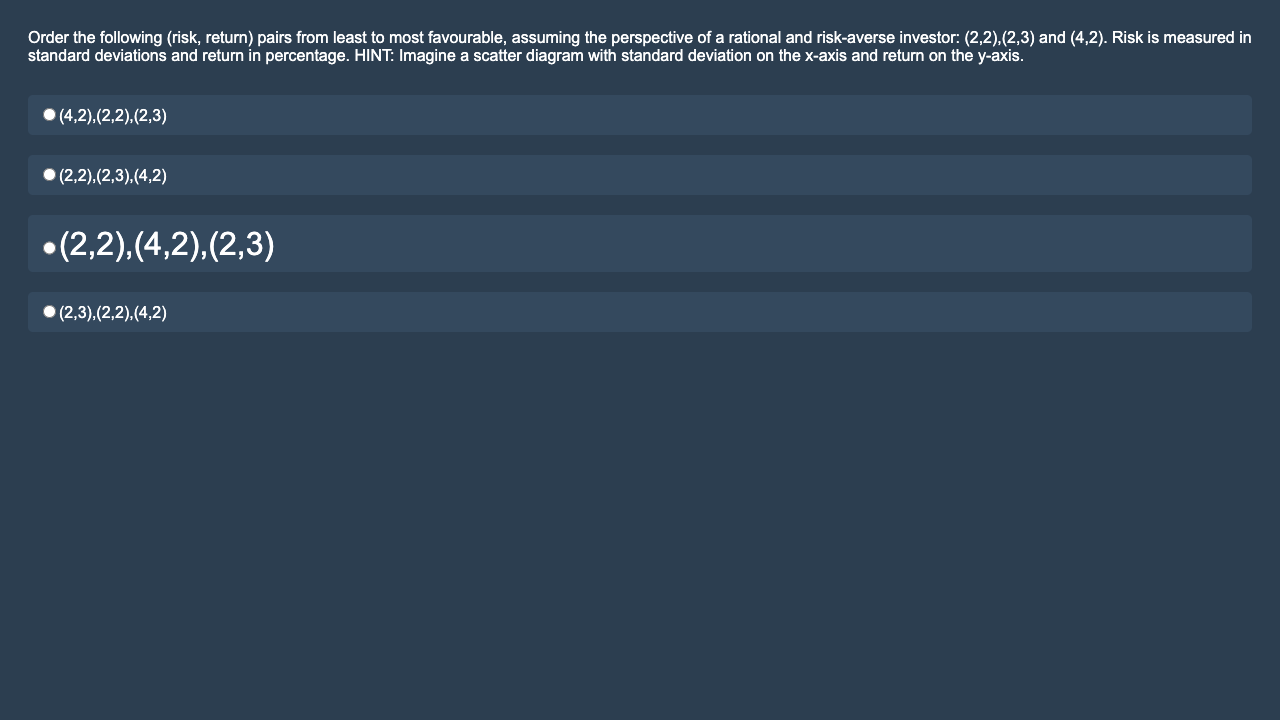 Order the following (risk, return) pairs from least to most favourable, assuming the perspective of a rational and risk-averse investor: (2,2),(2,3) and (4,2). Risk is measured in
standard deviations and return in percentage. HINT: Imagine a scatter diagram with standard deviation on the x-axis and return on the y-axis.
(4,2),(2,2),(2,3)
(2,2),(2,3),(4,2)
(2,2),(4,2),(2,3)
(2,3),(2,2),(4,2)